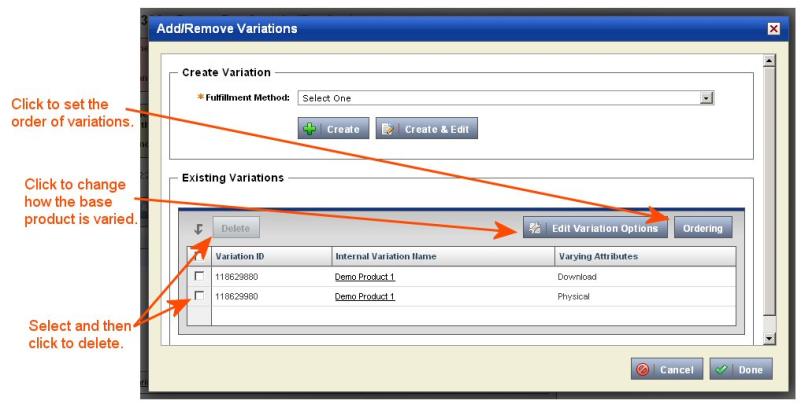 Add/Remove Variations
Create Variation
*Fulfillment Method: Select One
Create
Create & Edit
Click to set the
order of variations.
Existing Variations
Click to change
how the base
product is varied.
Delete
Edit Variation Options
Ordering
Variation ID Internal Variation Name Varying Attributes
118629880 Demo Product 1 Download
118629980 Demo Product 1 Physical
Select and then
click to delete.
Cancel
Done